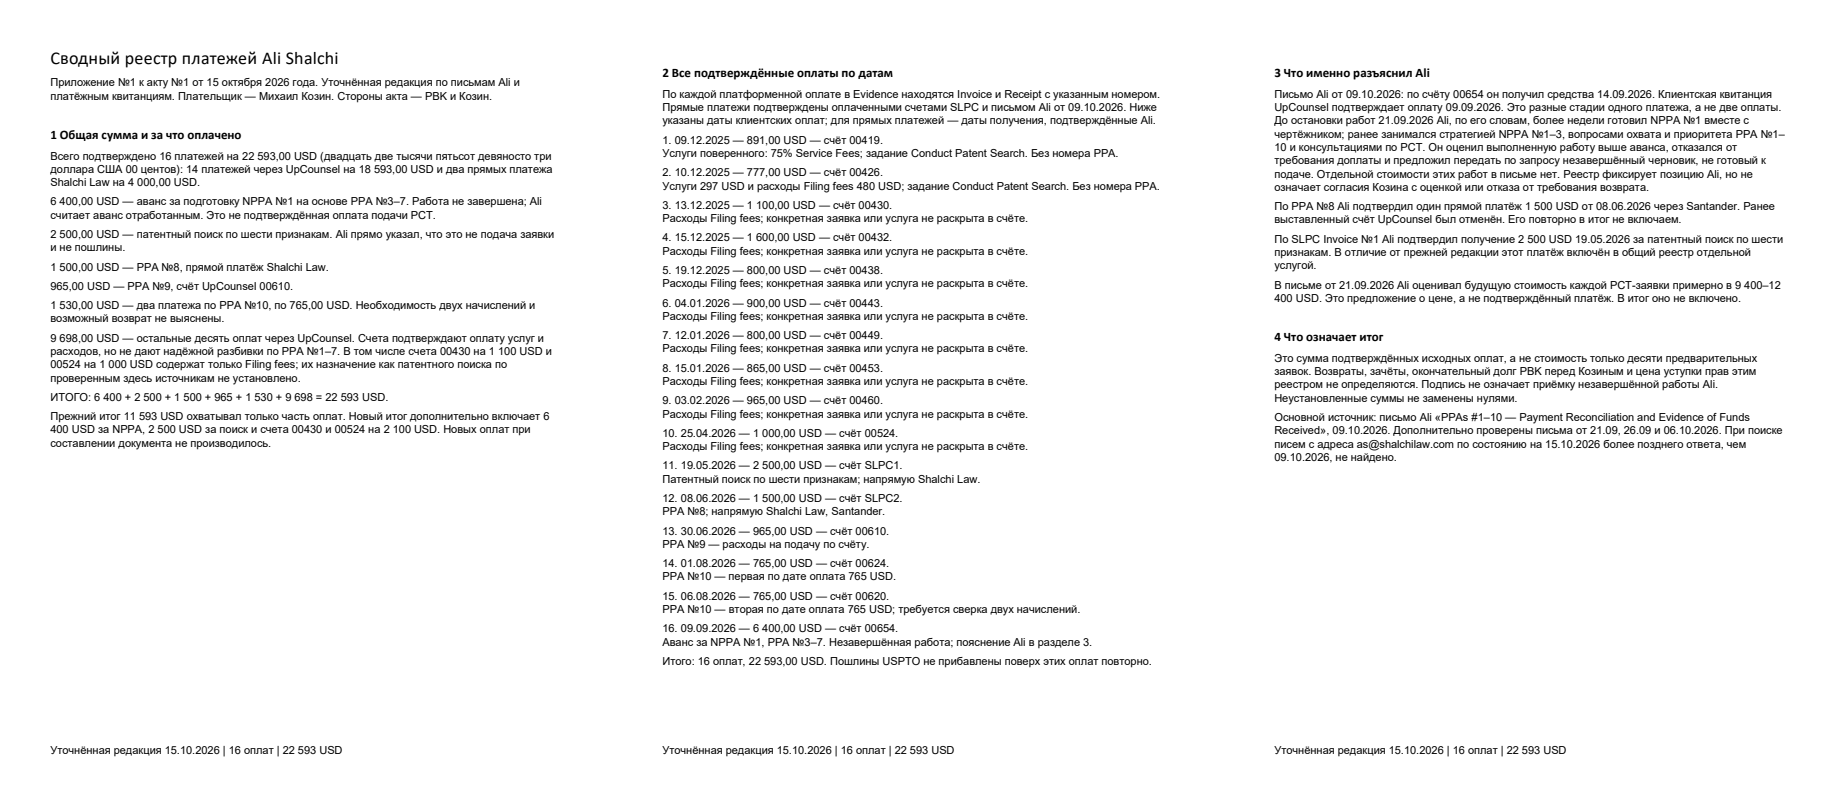 Сводный реестр платежей Ali Shalchi
Приложение №1 к акту №1 от 15 октября 2026 года. Уточнённая редакция по письмам Ali и
платёжным квитанциям. Плательщик — Михаил Козин. Стороны акта — РВК и Козин.
1 Общая сумма и за что оплачено
Всего подтверждено 16 платежей на 22 593,00 USD (двадцать две тысячи пятьсот девяносто три
доллара США 00 центов): 14 платежей через UpCounsel на 18 593,00 USD и два прямых платежа
Shalchi Law на 4 000,00 USD.
6 400,00 USD — аванс за подготовку NPPA №1 на основе PPA №3–7. Работа не завершена; Ali
считает аванс отработанным. Это не подтверждённая оплата подачи PCT.
2 500,00 USD — патентный поиск по шести признакам. Ali прямо указал, что это не подача заявки
и не пошлины.
1 500,00 USD — PPA №8, прямой платёж Shalchi Law.
965,00 USD — PPA №9, счёт UpCounsel 00610.
1 530,00 USD — два платежа по PPA №10, по 765,00 USD. Необходимость двух начислений и
возможный возврат не выяснены.
9 698,00 USD — остальные десять оплат через UpCounsel. Счета подтверждают оплату услуг и
расходов, но не дают надёжной разбивки по PPA №1–7. В том числе счета 00430 на 1 100 USD и
00524 на 1 000 USD содержат только Filing fees; их назначение как патентного поиска по
проверенным здесь источникам не установлено.
ИТОГО: 6 400 + 2 500 + 1 500 + 965 + 1 530 + 9 698 = 22 593 USD.
Прежний итог 11 593 USD охватывал только часть оплат. Новый итог дополнительно включает 6
400 USD за NPPA, 2 500 USD за поиск и счета 00430 и 00524 на 2 100 USD. Новых оплат при
составлении документа не производилось.
Уточнённая редакция 15.10.2026 | 16 оплат | 22 593 USD
2 Все подтверждённые оплаты по датам
По каждой платформенной оплате в Evidence находятся Invoice и Receipt с указанным номером.
Прямые платежи подтверждены оплаченными счетами SLPC и письмом Ali от 09.10.2026. Ниже
указаны даты клиентских оплат; для прямых платежей — даты получения, подтверждённые Ali.
1. 09.12.2025 — 891,00 USD — счёт 00419.
Услуги поверенного: 75% Service Fees; задание Conduct Patent Search. Без номера PPA.
2. 10.12.2025 — 777,00 USD — счёт 00426.
Услуги 297 USD и расходы Filing fees 480 USD; задание Conduct Patent Search. Без номера PPA.
3. 13.12.2025 — 1 100,00 USD — счёт 00430.
Расходы Filing fees; конкретная заявка или услуга не раскрыта в счёте.
4. 15.12.2025 — 1 600,00 USD — счёт 00432.
Расходы Filing fees; конкретная заявка или услуга не раскрыта в счёте.
5. 19.12.2025 — 800,00 USD — счёт 00438.
Расходы Filing fees; конкретная заявка или услуга не раскрыта в счёте.
6. 04.01.2026 — 900,00 USD — счёт 00443.
Расходы Filing fees; конкретная заявка или услуга не раскрыта в счёте.
7. 12.01.2026 — 800,00 USD — счёт 00449.
Расходы Filing fees; конкретная заявка или услуга не раскрыта в счёте.
8. 15.01.2026 — 865,00 USD — счёт 00453.
Расходы Filing fees; конкретная заявка или услуга не раскрыта в счёте.
9. 03.02.2026 — 965,00 USD — счёт 00460.
Расходы Filing fees; конкретная заявка или услуга не раскрыта в счёте.
10. 25.04.2026 — 1 000,00 USD — счёт 00524.
Расходы Filing fees; конкретная заявка или услуга не раскрыта в счёте.
11. 19.05.2026 — 2 500,00 USD — счёт SLPC1.
Патентный поиск по шести признакам; напрямую Shalchi Law.
12. 08.06.2026 — 1 500,00 USD — счёт SLPC2.
PPA №8; напрямую Shalchi Law, Santander.
13. 30.06.2026 — 965,00 USD — счёт 00610.
PPA №9 — расходы на подачу по счёту.
14. 01.08.2026 — 765,00 USD — счёт 00624.
PPA №10 — первая по дате оплата 765 USD.
15. 06.08.2026 — 765,00 USD — счёт 00620.
PPA №10 — вторая по дате оплата 765 USD; требуется сверка двух начислений.
16. 09.09.2026 — 6 400,00 USD — счёт 00654.
Аванс за NPPA №1, PPA №3–7. Незавершённая работа; пояснение Ali в разделе 3.
Итого: 16 оплат, 22 593,00 USD. Пошлины USPTO не прибавлены поверх этих оплат повторно.
Уточнённая редакция 15.10.2026 | 16 оплат | 22 593 USD
3 Что именно разъяснил Ali
Письмо Ali от 09.10.2026: по счёту 00654 он получил средства 14.09.2026. Клиентская квитанция
UpCounsel подтверждает оплату 09.09.2026. Это разные стадии одного платежа, а не две оплаты.
До остановки работ 21.09.2026 Ali, по его словам, более недели готовил NPPA №1 вместе с
чертёжником; ранее занимался стратегией NPPA №1–3, вопросами охвата и приоритета PPA №1–
10 и консультациями по PCT. Он оценил выполненную работу выше аванса, отказался от
требования доплаты и предложил передать по запросу незавершённый черновик, не готовый к
подаче. Отдельной стоимости этих работ в письме нет. Реестр фиксирует позицию Ali, но не
означает согласия Козина с оценкой или отказа от требования возврата.
По PPA №8 Ali подтвердил один прямой платёж 1 500 USD от 08.06.2026 через Santander. Ранее
выставленный счёт UpCounsel был отменён. Его повторно в итог не включаем.
По SLPC Invoice №1 Ali подтвердил получение 2 500 USD 19.05.2026 за патентный поиск по шести
признакам. В отличие от прежней редакции этот платёж включён в общий реестр отдельной
услугой.
В письме от 21.09.2026 Ali оценивал будущую стоимость каждой PCT-заявки примерно в 9 400–12
400 USD. Это предложение о цене, а не подтверждённый платёж. В итог оно не включено.
4 Что означает итог
Это сумма подтверждённых исходных оплат, а не стоимость только десяти предварительных
заявок. Возвраты, зачёты, окончательный долг РВК перед Козиным и цена уступки прав этим
реестром не определяются. Подпись не означает приёмку незавершённой работы Ali.
Неустановленные суммы не заменены нулями.
Основной источник: письмо Ali «PPAs #1–10 — Payment Reconciliation and Evidence of Funds
Received», 09.10.2026. Дополнительно проверены письма от 21.09, 26.09 и 06.10.2026. При поиске
писем с адреса as@shalchilaw.com по состоянию на 15.10.2026 более позднего ответа, чем
09.10.2026, не найдено.
Уточнённая редакция 15.10.2026 | 16 оплат | 22 593 USD